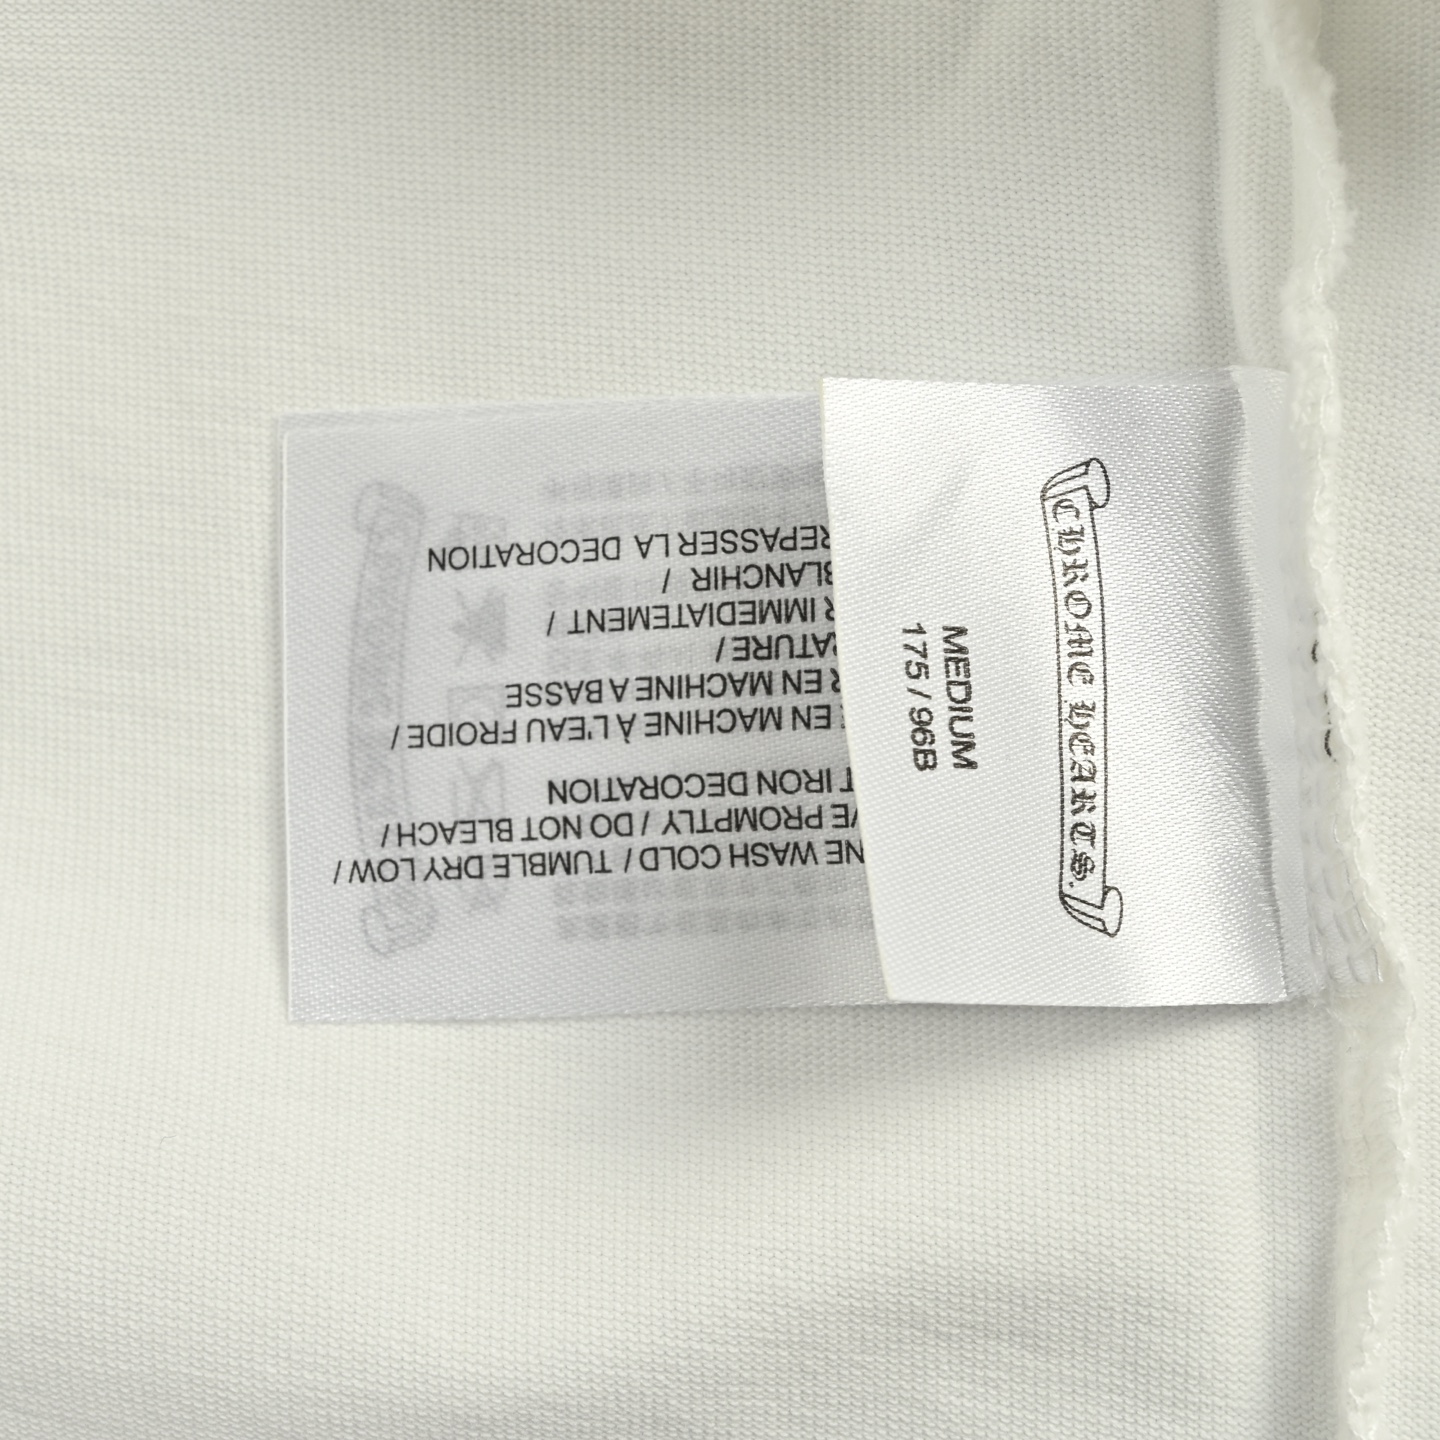 CHROME HEARTS.
MEDIUM
175 / 96B
NE WASH COLD / TUMBLE DRY LOW /
VE PROMPTLY / DO NOT BLEACH /
T IRON DECORATION
EN MACHINE À L'EAU FROIDE /
R EN MACHINE A BASSE
RATURE /
R IMMEDIATEMENT /
BLANCHIR /
REPASSER LA DECORATION